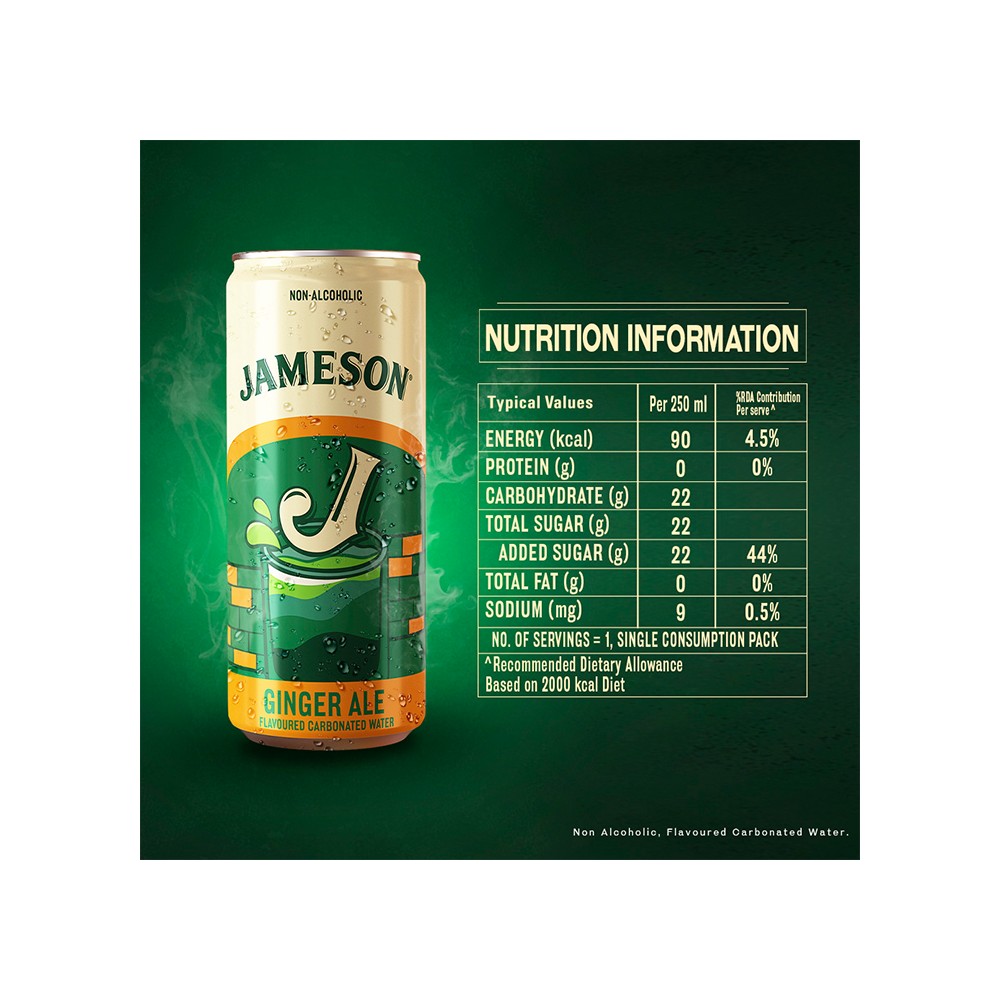 NON-ALCOHOLIC
JAMESON
J
GINGER ALE
FLAVOURED CARBONATED WATER
NUTRITION INFORMATION
Typical Values Per 250 ml %RDA Contribution Per serve^
ENERGY (kcal) 90 4.5%
PROTEIN (g) 0 0%
CARBOHYDRATE (g) 22
TOTAL SUGAR (g) 22
ADDED SUGAR (g) 22 44%
TOTAL FAT (g) 0 0%
SODIUM (mg) 9 0.5%
NO. OF SERVINGS = 1, SINGLE CONSUMPTION PACK
^Recommended Dietary Allowance
Based on 2000 kcal Diet
Non Alcoholic, Flavoured Carbonated Water.